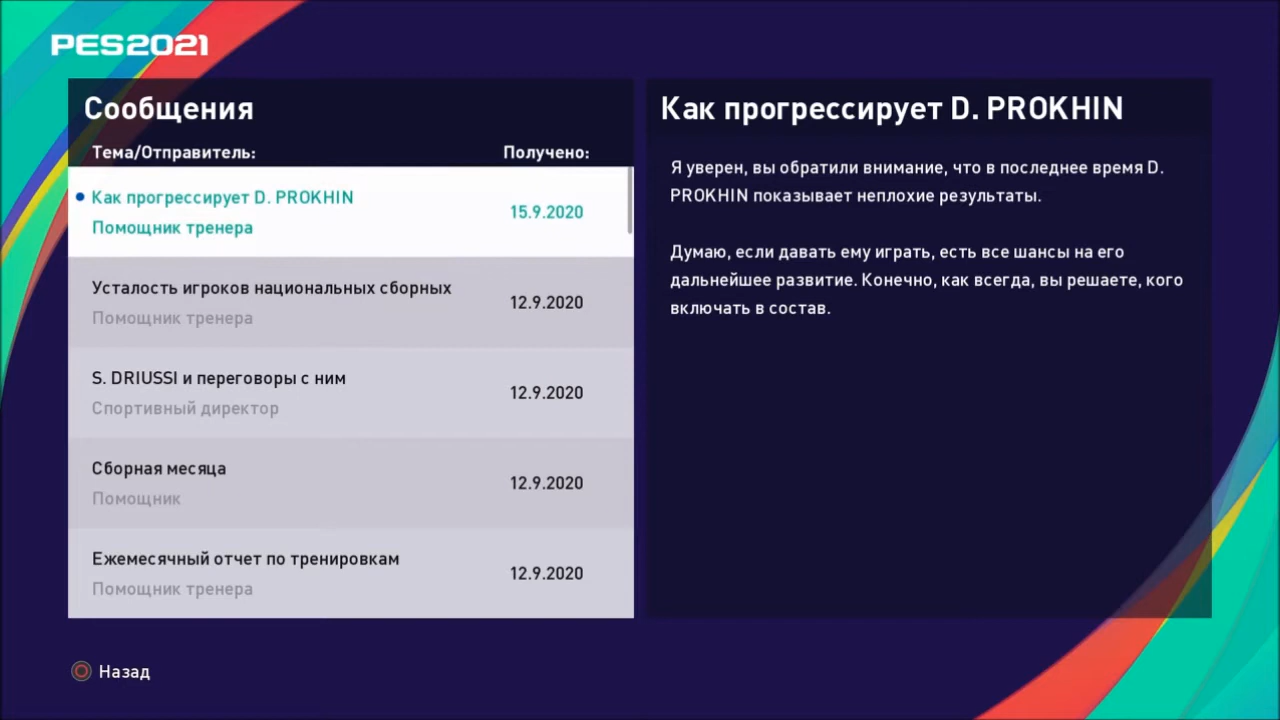 PES2021
Сообщения
Тема/Отправитель: Получено:
Как прогрессирует D. PROKHIN
Помощник тренера
15.9.2020
Усталость игроков национальных сборных
Помощник тренера
12.9.2020
S. DRIUSSI и переговоры с ним
Спортивный директор
12.9.2020
Сборная месяца
Помощник
12.9.2020
Ежемесячный отчет по тренировкам
Помощник тренера
12.9.2020
Как прогрессирует D. PROKHIN
Я уверен, вы обратили внимание, что в последнее время D.
PROKHIN показывает неплохие результаты.
Думаю, если давать ему играть, есть все шансы на его
дальнейшее развитие. Конечно, как всегда, вы решаете, кого
включать в состав.
Назад